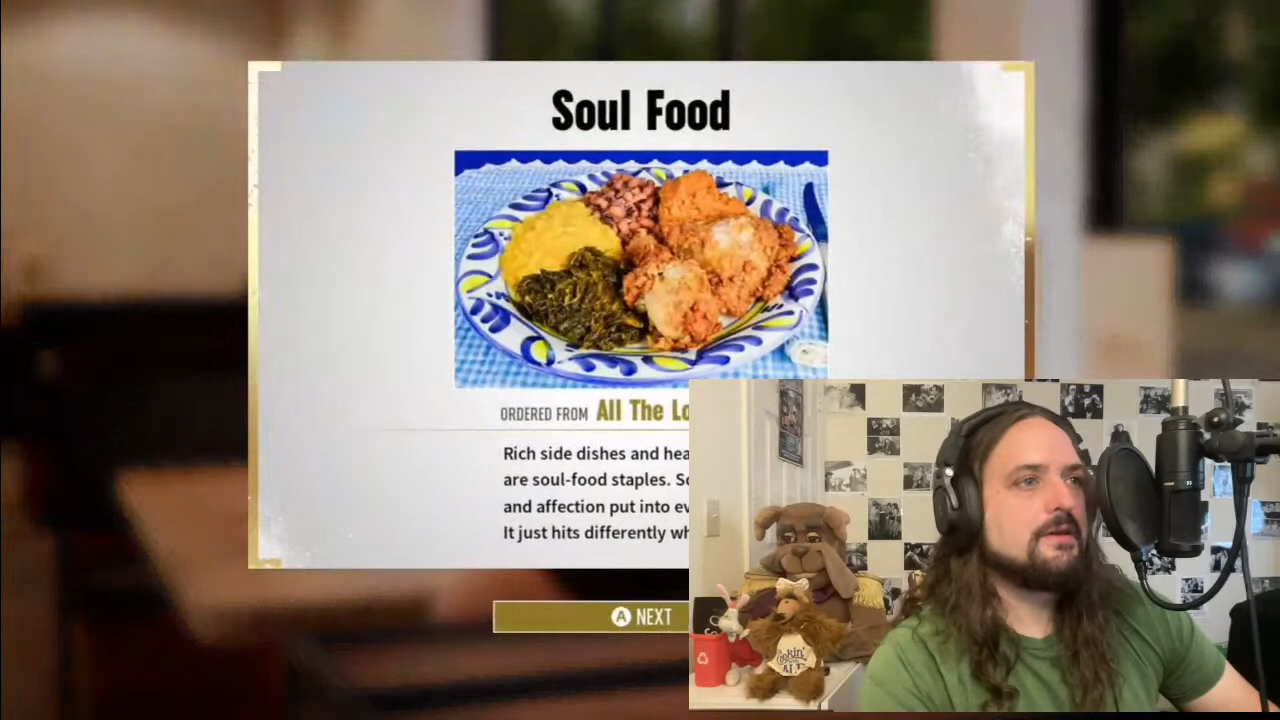 Soul Food
ORDERED FROM All The Lo
Rich side dishes and hea
are soul-food staples. So
and affection put into ev
It just hits differently wh
A NEXT
Cookin'